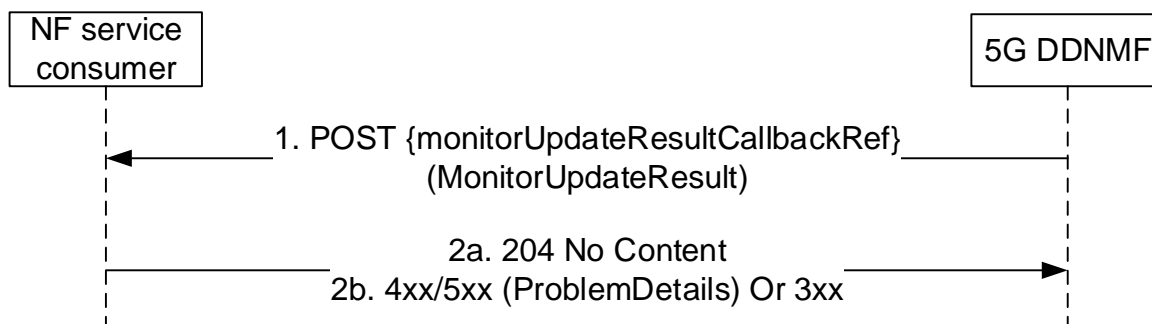 NF service
consumer
5G DDNMF
1. POST {monitorUpdateResultCallbackRef}
(MonitorUpdateResult)
2a. 204 No Content
2b. 4xx/5xx (ProblemDetails) Or 3xx